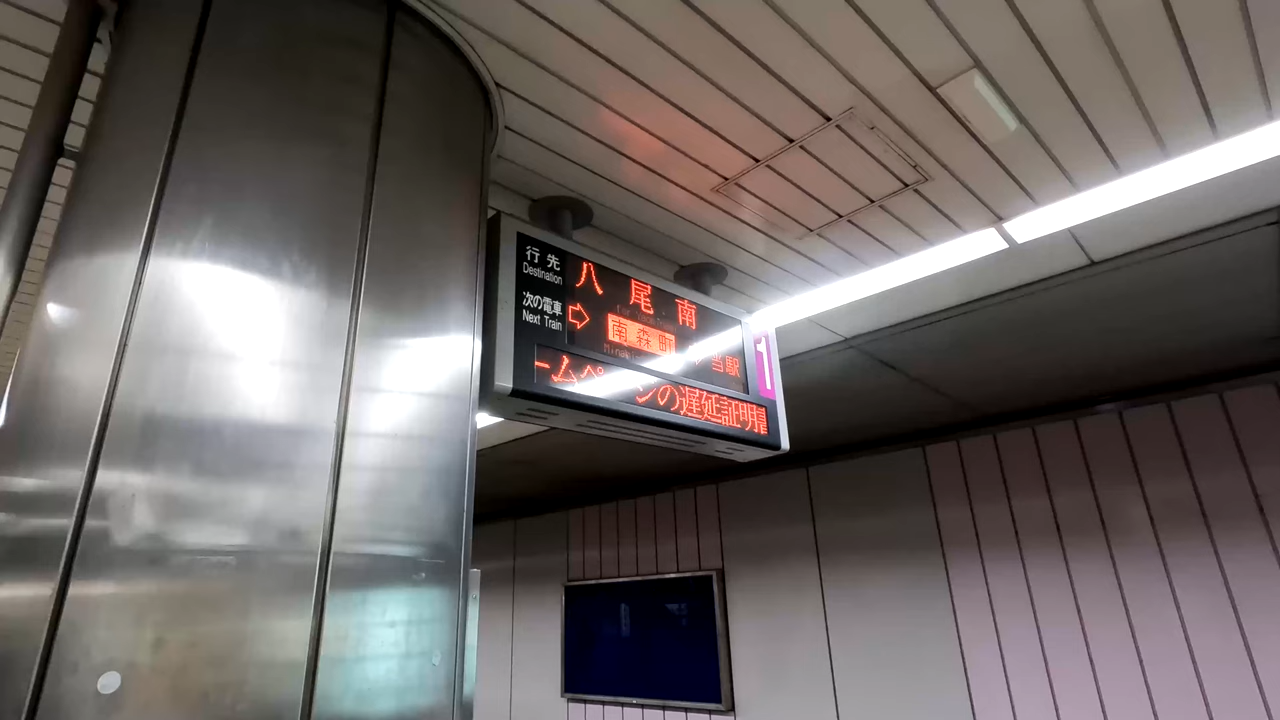 行先 八尾南
Destination
次の電車 ⇨ 南森町 当駅
Next Train
ームペ ンの遅延証明
1